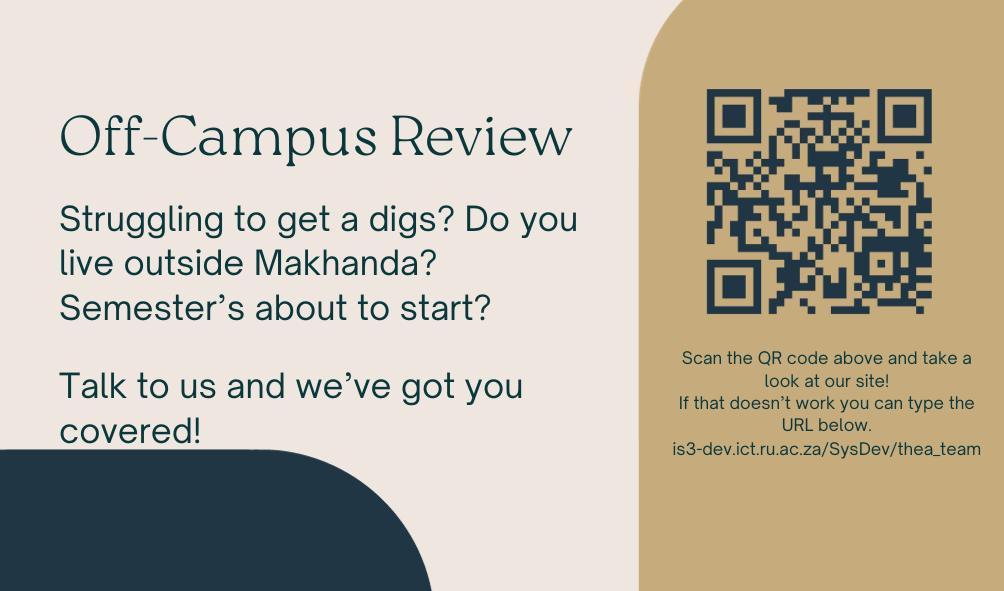 Off-Campus Review
Struggling to get a digs? Do you
live outside Makhanda?
Semester’s about to start?
Talk to us and we’ve got you
covered!
Scan the QR code above and take a
look at our site!
If that doesn’t work you can type the
URL below.
is3-dev.ict.ru.ac.za/SysDev/thea_team